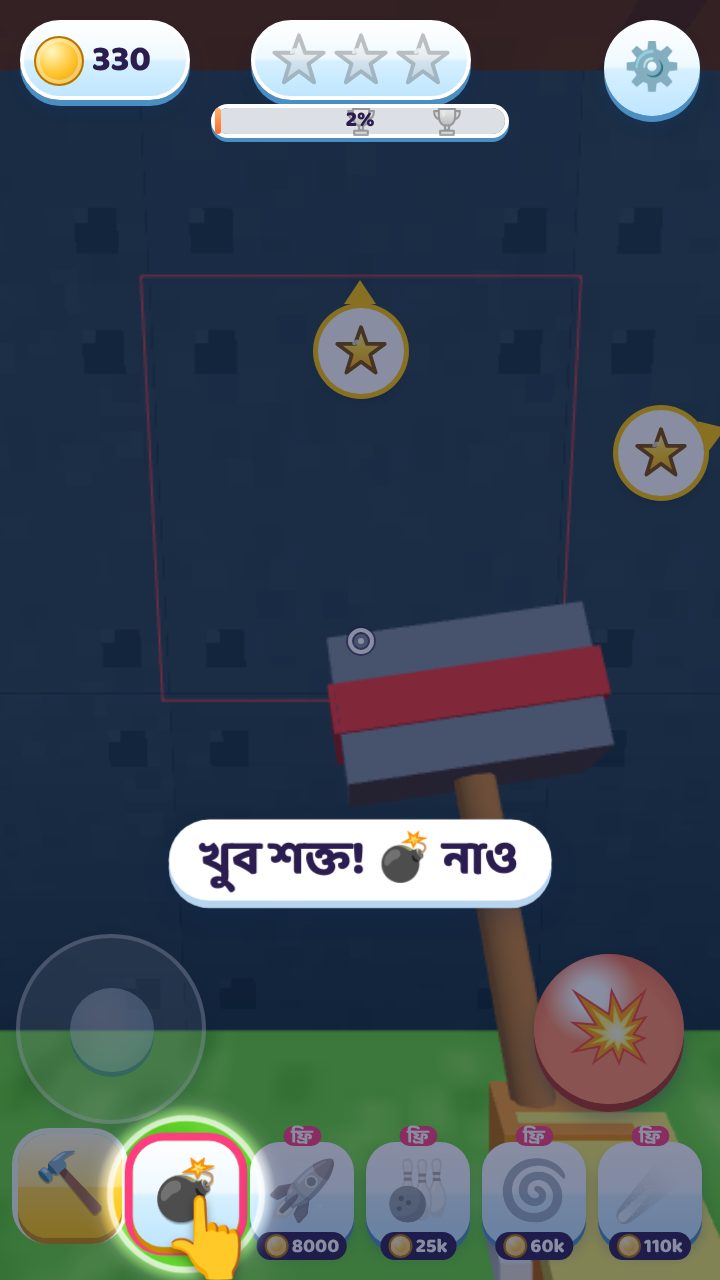 330
2%
খুব শক্ত! 💣 নাও
ফ্রি ফ্রি ফ্রি ফ্রি
8000 25k 60k 110k